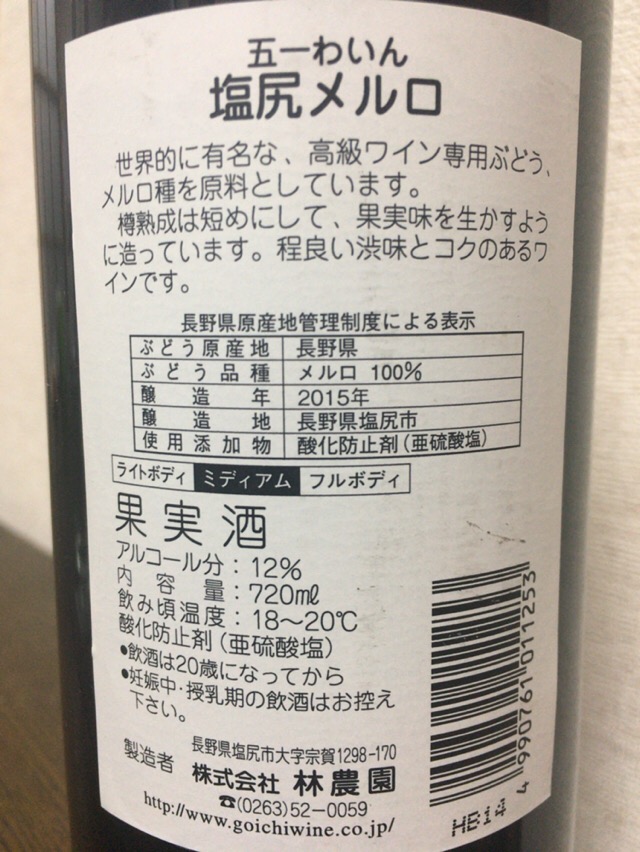 五一わいん
塩尻メルロ
世界的に有名な、高級ワイン専用ぶどう、
メルロ種を原料としています。
樽熟成は短めにして、果実味を生かすよう
に造っています。程良い渋味とコクのあるワ
インです。
長野県原産地管理制度による表示
ぶどう原産地 長野県
ぶどう品種 メルロ 100%
醸造年 2015年
醸造地 長野県塩尻市
使用添加物 酸化防止剤(亜硫酸塩)
ライトボディ ミディアム フルボディ
果実酒
アルコール分:12%
内容量:720mℓ
飲み頃温度:18〜20℃
酸化防止剤(亜硫酸塩)
•飲酒は20歳になってから
•妊娠中・授乳期の飲酒はお控え
下さい。
製造者
長野県塩尻市大字宗賀1298-170
株式会社 林農園
☎(0263)52-0059
http://www.goichiwine.co.jp/
4 990761 011253
HB14